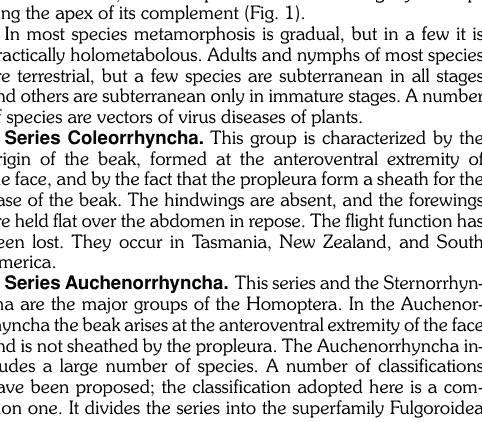 ng the apex of its complement (Fig. 1).
In most species metamorphosis is gradual, but in a few it is
ractically holometabolous. Adults and nymphs of most species
re terrestrial, but a few species are subterranean in all stages
nd others are subterranean only in immature stages. A number
f species are vectors of virus diseases of plants.
Series Coleorrhyncha. This group is characterized by the
rigin of the beak, formed at the anteroventral extremity of
he face, and by the fact that the propleura form a sheath for the
ase of the beak. The hindwings are absent, and the forewings
re held flat over the abdomen in repose. The flight function has
een lost. They occur in Tasmania, New Zealand, and South
merica.
Series Auchenorrhyncha. This series and the Sternorrhyn-
ha are the major groups of the Homoptera. In the Auchenor-
hyncha the beak arises at the anteroventral extremity of the face
nd is not sheathed by the propleura. The Auchenorrhyncha in-
udes a large number of species. A number of classifications
ave been proposed; the classification adopted here is a com-
on one. It divides the series into the superfamily Fulgoroidea